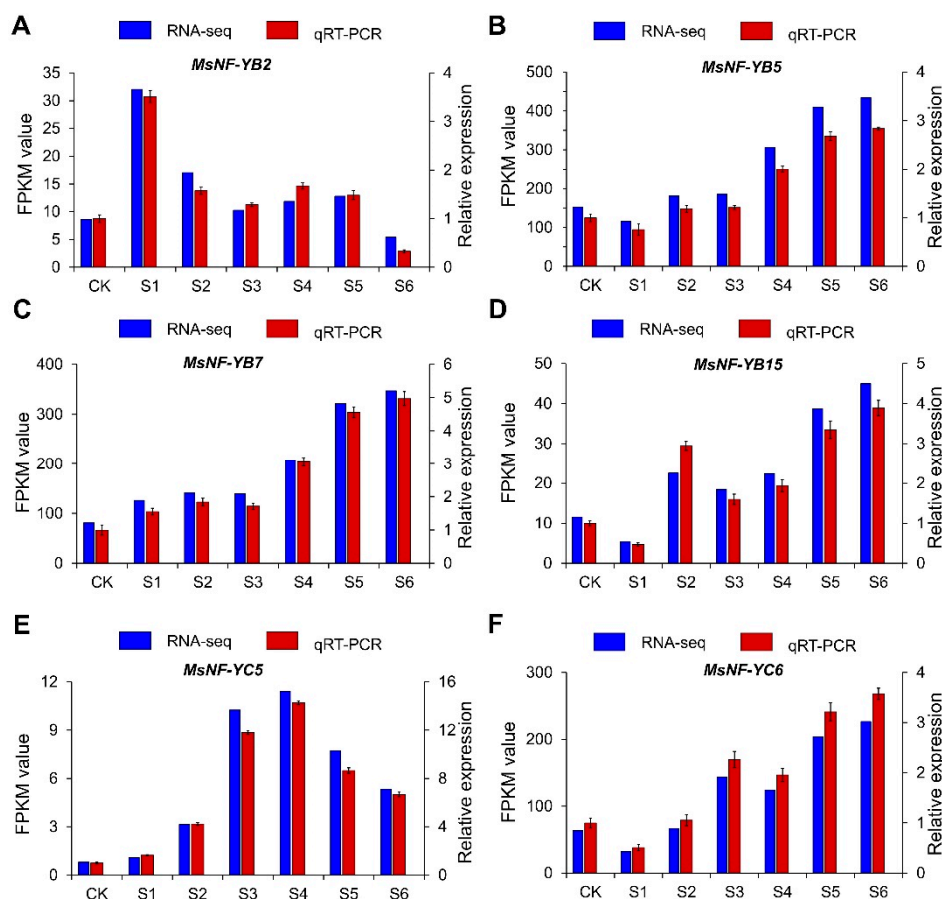 A
RNA-seq qRT-PCR
MsNF-YB2
FPKM value
35
30
25
20
15
10
5
0
4
3
2
1
0
Relative expression
CK S1 S2 S3 S4 S5 S6
B
RNA-seq qRT-PCR
MsNF-YB5
FPKM value
500
400
300
200
100
0
4
3
2
1
0
Relative expression
CK S1 S2 S3 S4 S5 S6
C
RNA-seq qRT-PCR
MsNF-YB7
FPKM value
400
300
200
100
0
6
5
4
3
2
1
0
Relative expression
CK S1 S2 S3 S4 S5 S6
D
RNA-seq qRT-PCR
MsNF-YB15
FPKM value
50
40
30
20
10
0
5
4
3
2
1
0
Relative expression
CK S1 S2 S3 S4 S5 S6
E
RNA-seq qRT-PCR
MsNF-YC5
FPKM value
12
9
6
3
0
16
12
8
4
0
Relative expression
CK S1 S2 S3 S4 S5 S6
F
RNA-seq qRT-PCR
MsNF-YC6
FPKM value
300
200
100
0
4
3
2
1
0
Relative expression
CK S1 S2 S3 S4 S5 S6